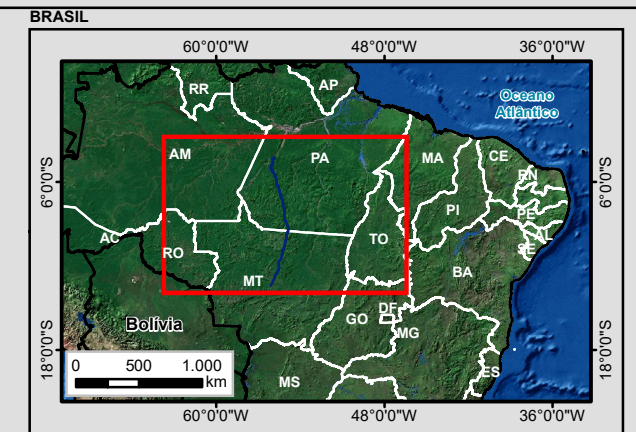 BRASIL
60°0'0"W 48°0'0"W 36°0'0"W
RR
AP
Oceano
Atlântico
AM
PA
MA
CE
RN
6°0'0"S
6°0'0"S
PI
PE
AC
RO
TO
AL
SE
MT
BA
Bolívia
GO
DF
MG
18°0'0"S
18°0'0"S
0 500 1.000
km
MS
ES
60°0'0"W 48°0'0"W 36°0'0"W